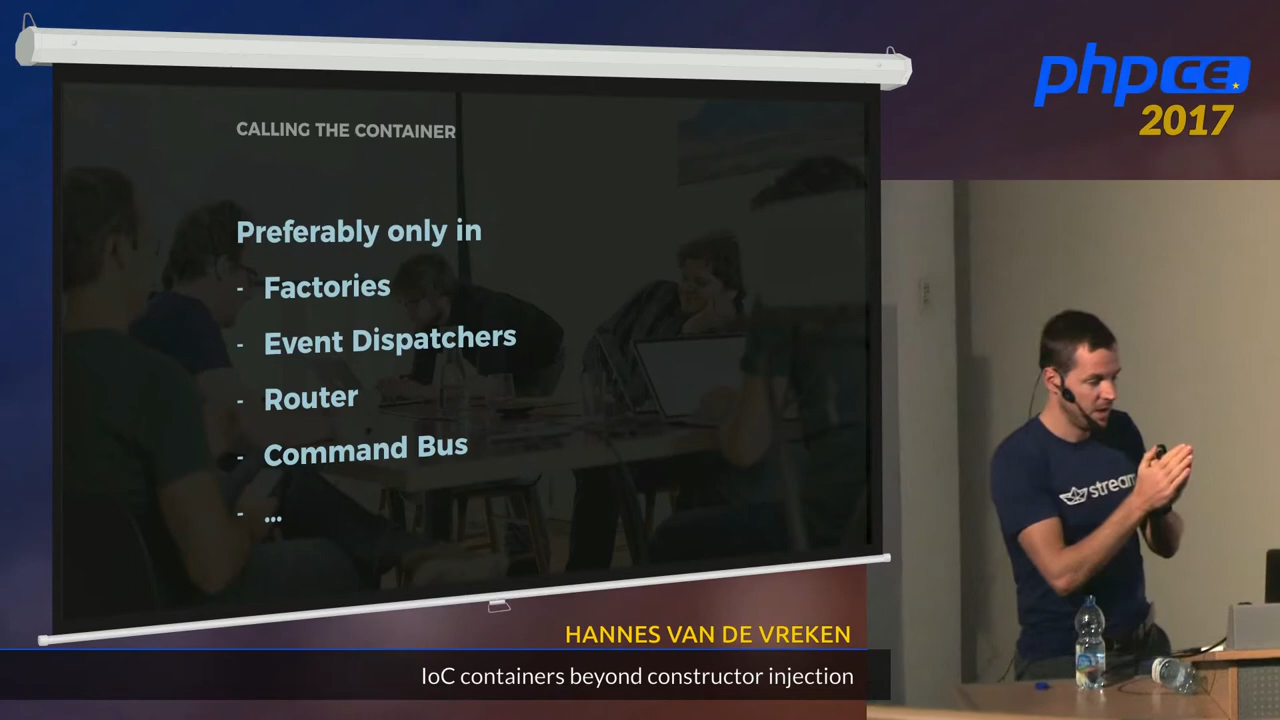 CALLING THE CONTAINER
Preferably only in
- Factories
- Event Dispatchers
- Router
- Command Bus
- ...
phpCE
2017
stream
HANNES VAN DE VREKEN
IoC containers beyond constructor injection